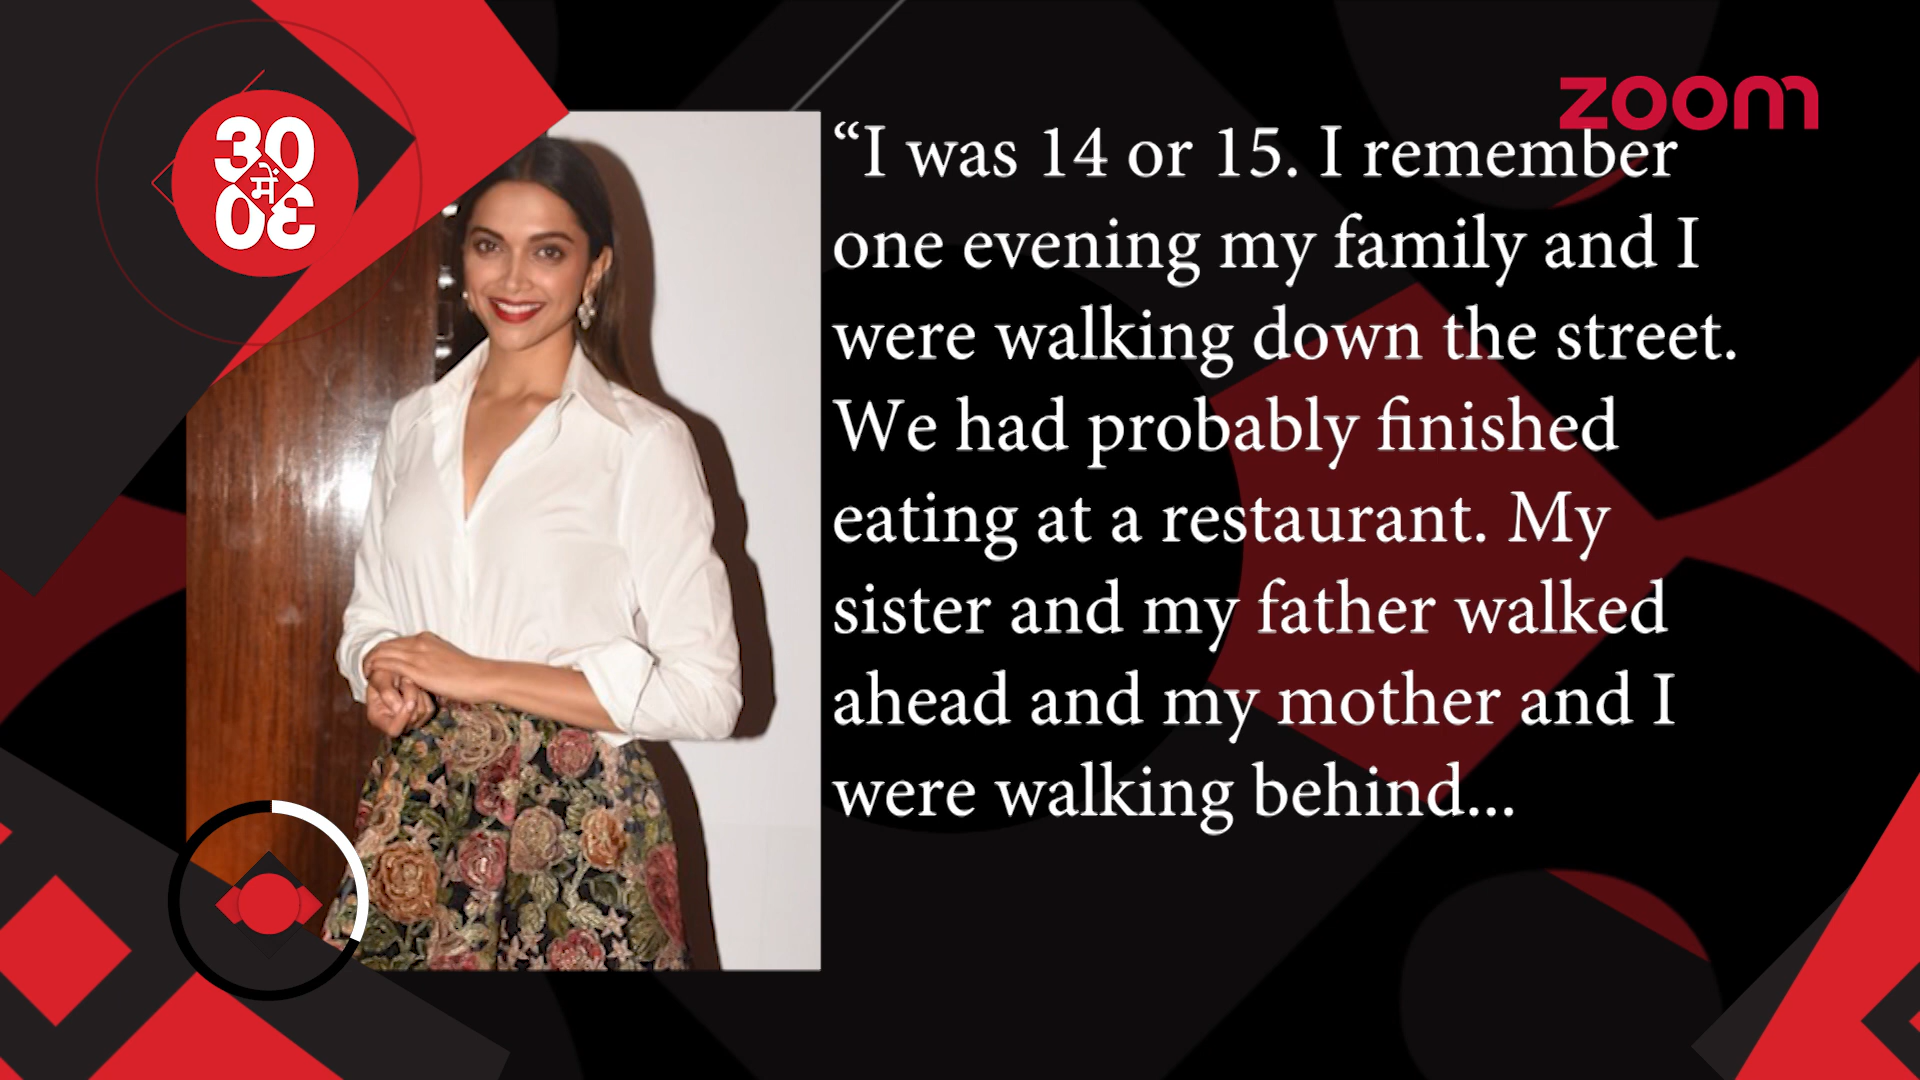 30
में
30
zoom
“I was 14 or 15. I remember
one evening my family and I
were walking down the street.
We had probably finished
eating at a restaurant. My
sister and my father walked
ahead and my mother and I
were walking behind...